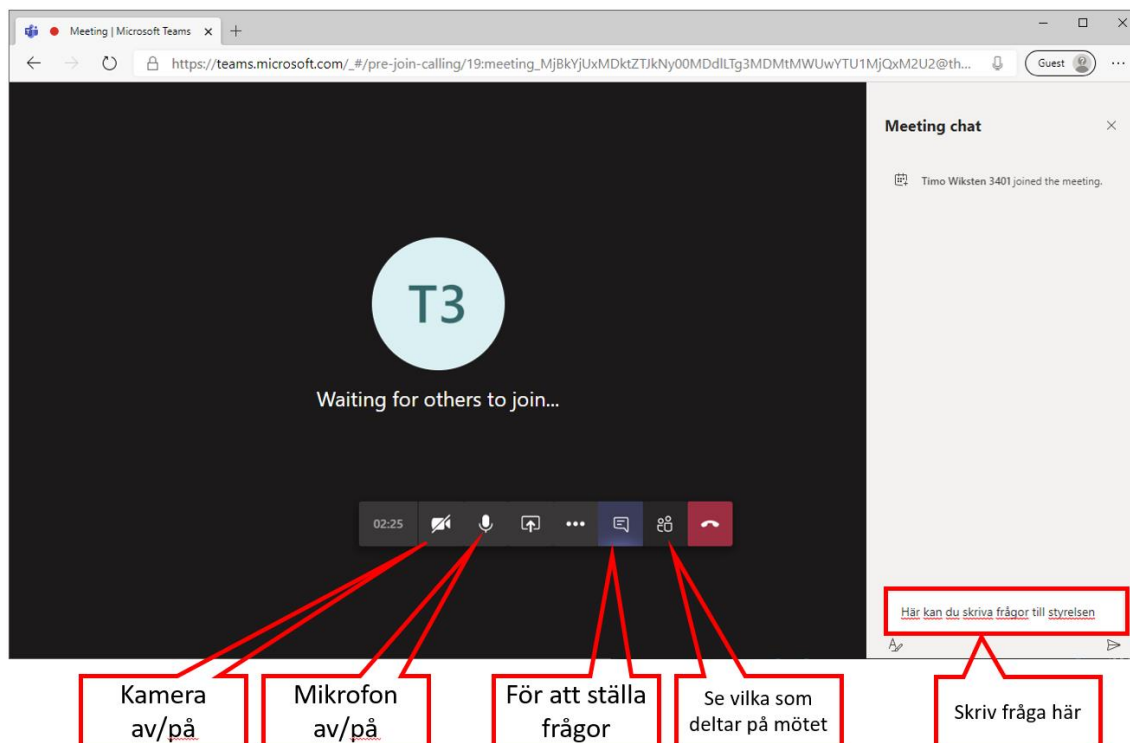 Meeting | Microsoft Teams
https://teams.microsoft.com/_#/pre-join-calling/19:meeting_MjBkYjUxMDktZTJkNy00MDdlLTg3MDMtMWUwYTU1MjQxM2U2@th...
Guest
Meeting chat
Timo Wiksten 3401 joined the meeting.
T3
Waiting for others to join...
02:25
Här kan du skriva frågor till styrelsen
Kamera
av/på
Mikrofon
av/på
För att ställa
frågor
Se vilka som
deltar på mötet
Skriv fråga här